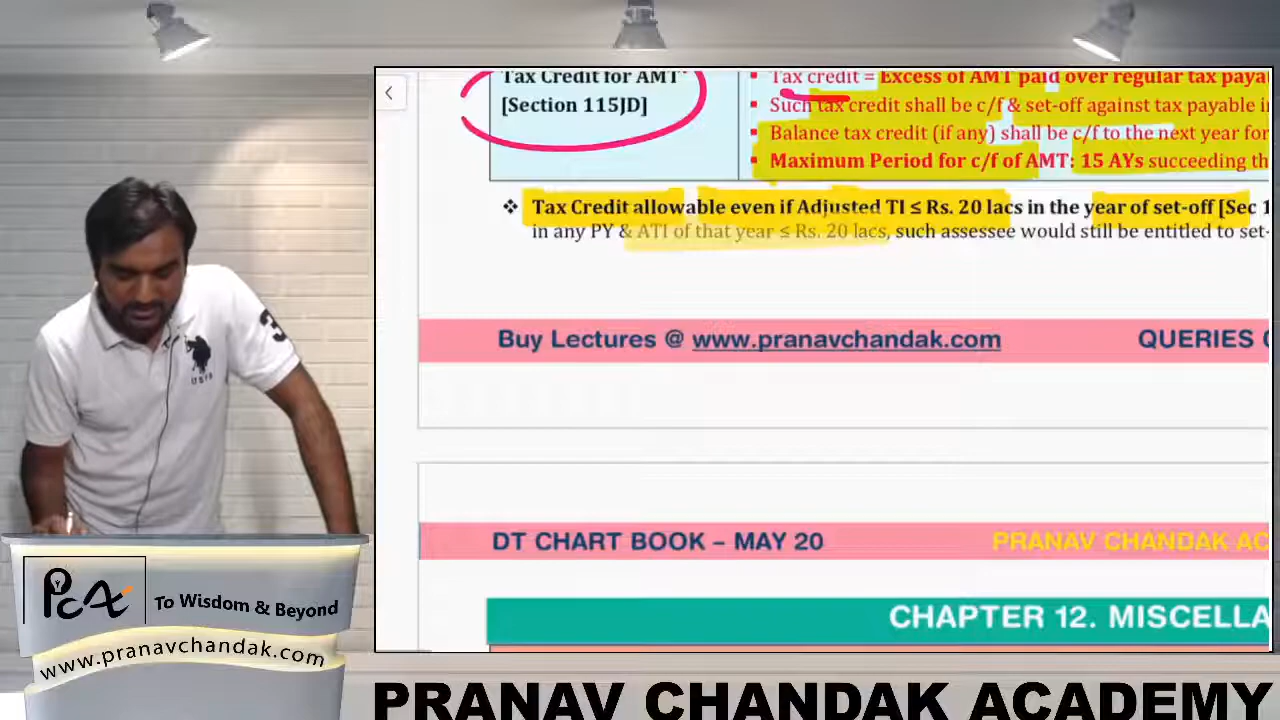 Tax Credit for AMT
[Section 115JD]
▪ Tax credit = Excess of AMT paid over regular tax paya
▪ Such tax credit shall be c/f & set-off against tax payable i
▪ Balance tax credit (if any) shall be c/f to the next year for
▪ Maximum Period for c/f of AMT: 15 AYs succeeding th
❖ Tax Credit allowable even if Adjusted TI ≤ Rs. 20 lacs in the year of set-off [Sec 1
in any PY & ATI of that year ≤ Rs. 20 lacs, such assessee would still be entitled to set-
Buy Lectures @ www.pranavchandak.com
QUERIES
DT CHART BOOK – MAY 20
PRANAV CHANDAK AC
CHAPTER 12. MISCELLA
3
USPA
PCA
To Wisdom & Beyond
www.pranavchandak.com
PRANAV CHANDAK ACADEMY